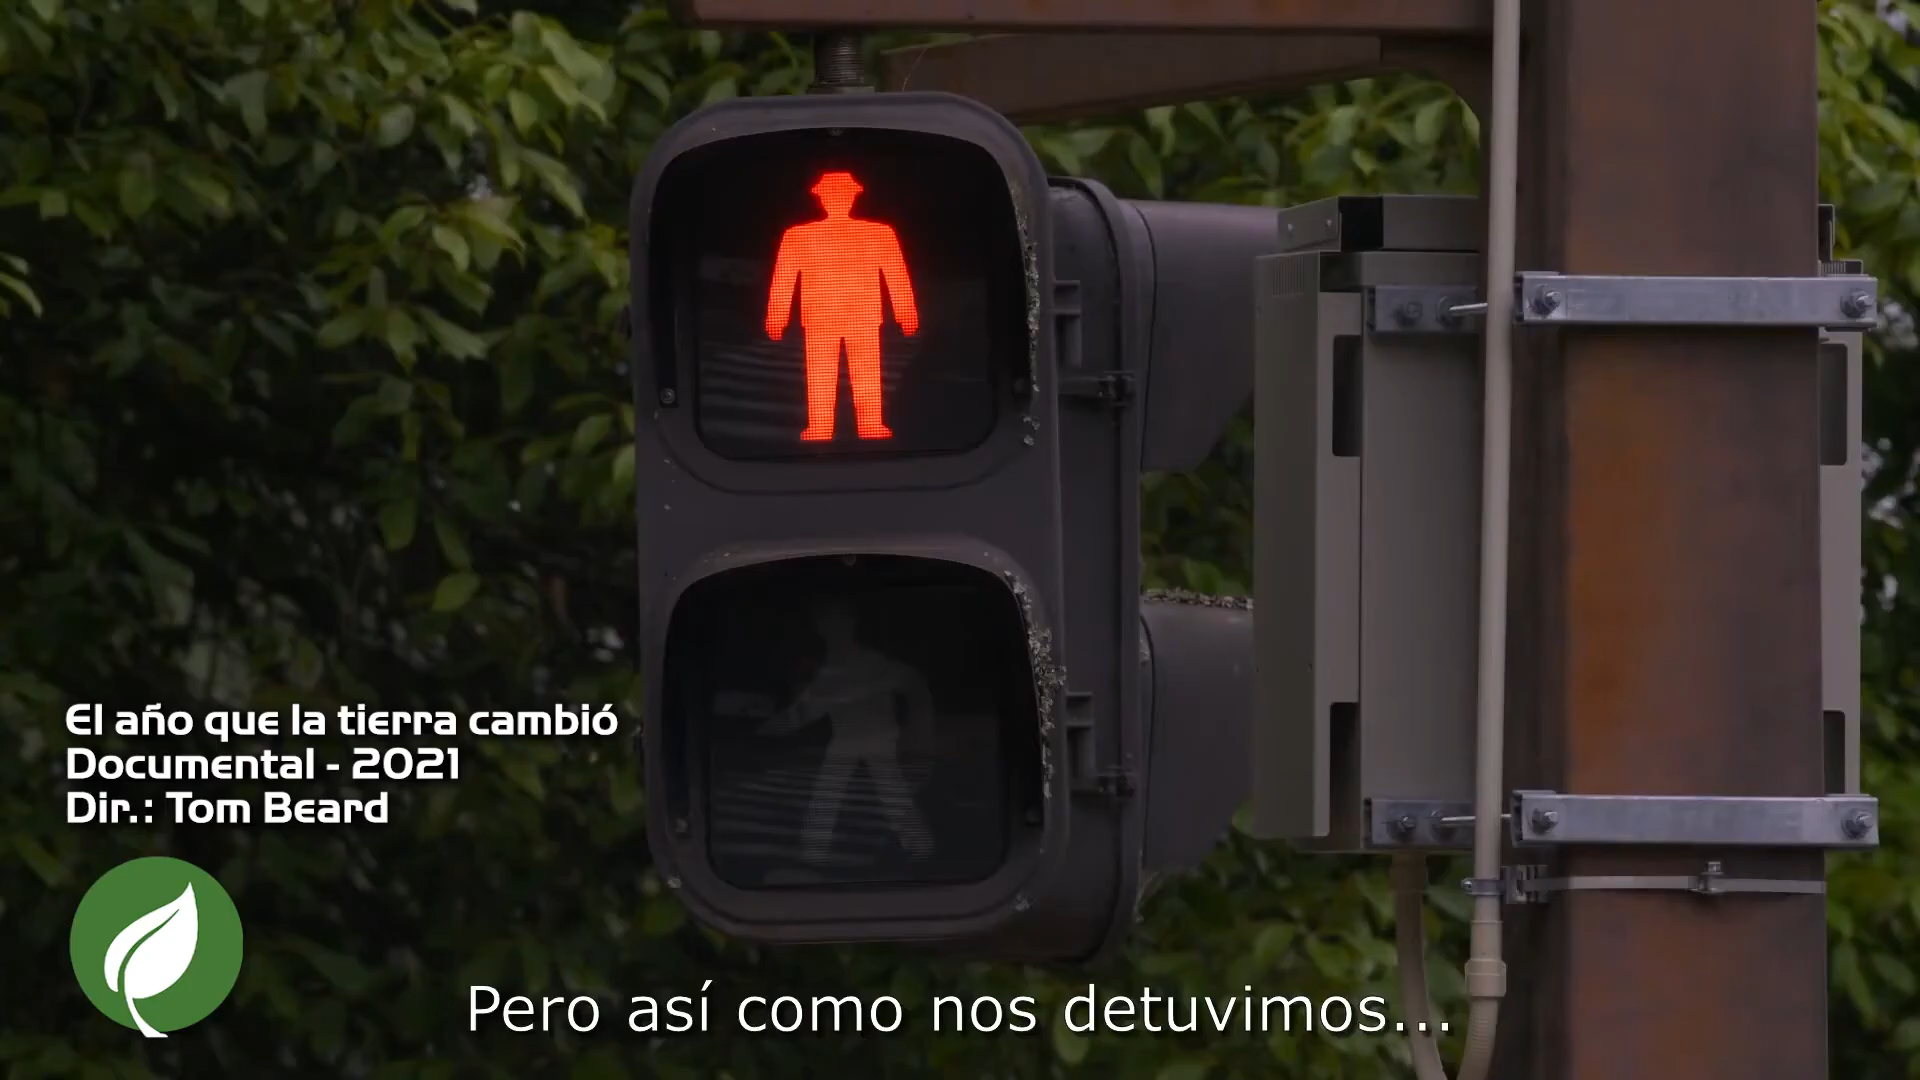 El año que la tierra cambió
Documental - 2021
Dir.: Tom Beard
Pero así como nos detuvimos...